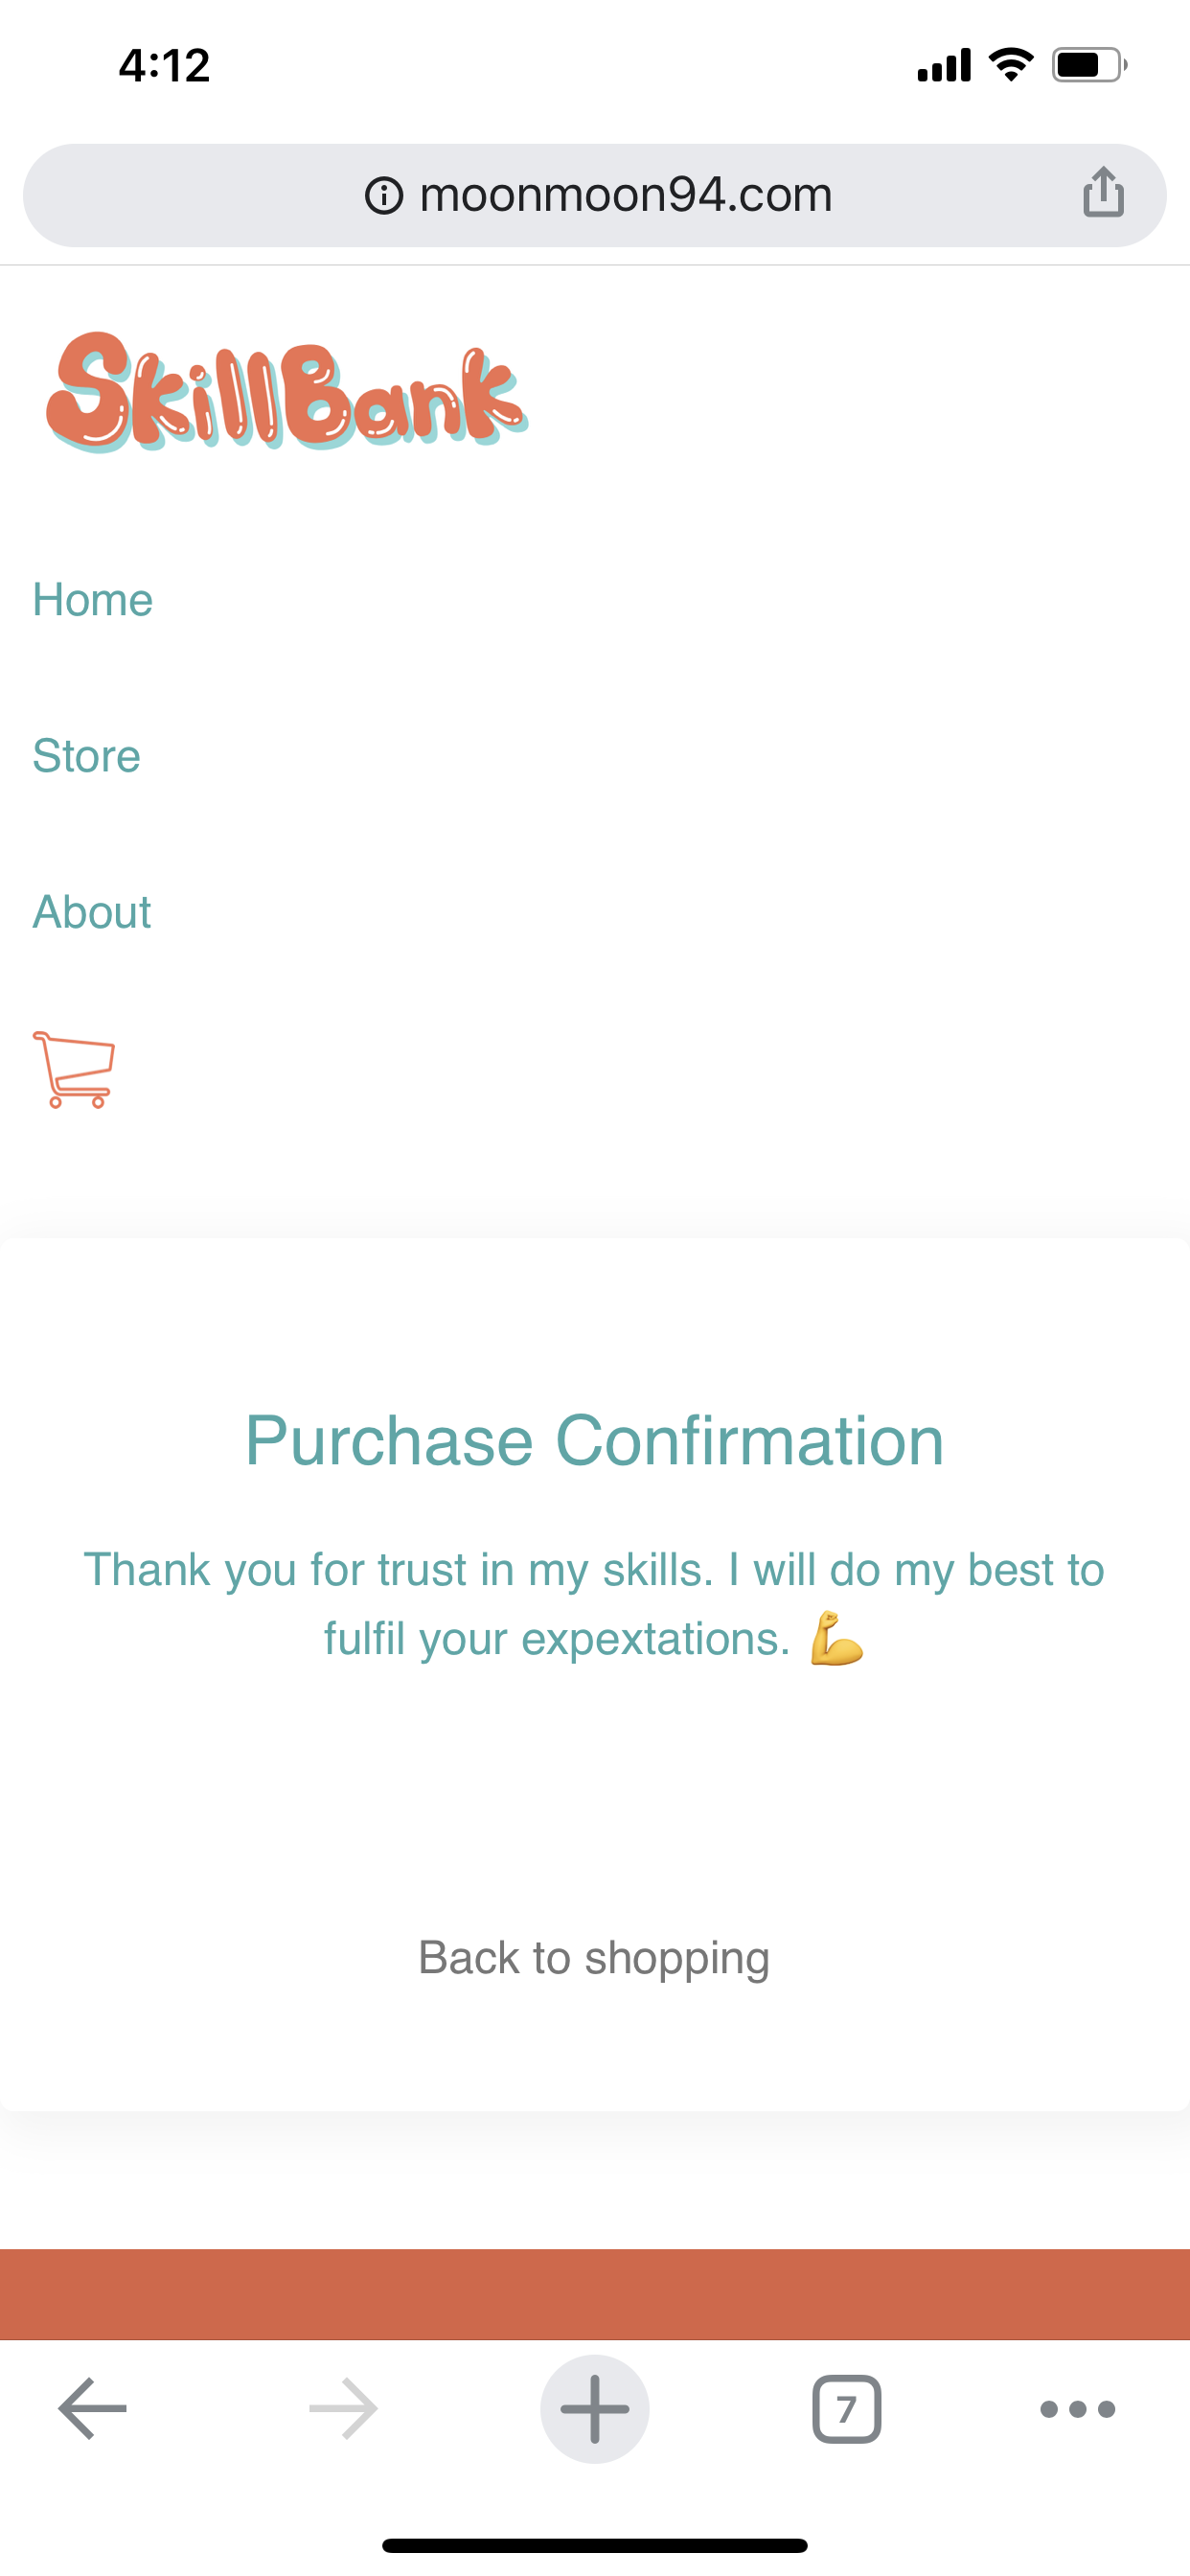 4:12
moonmoon94.com
SkillBank
Home
Store
About
Purchase Confirmation
Thank you for trust in my skills. I will do my best to
fulfil your expextations. 💪
Back to shopping
7